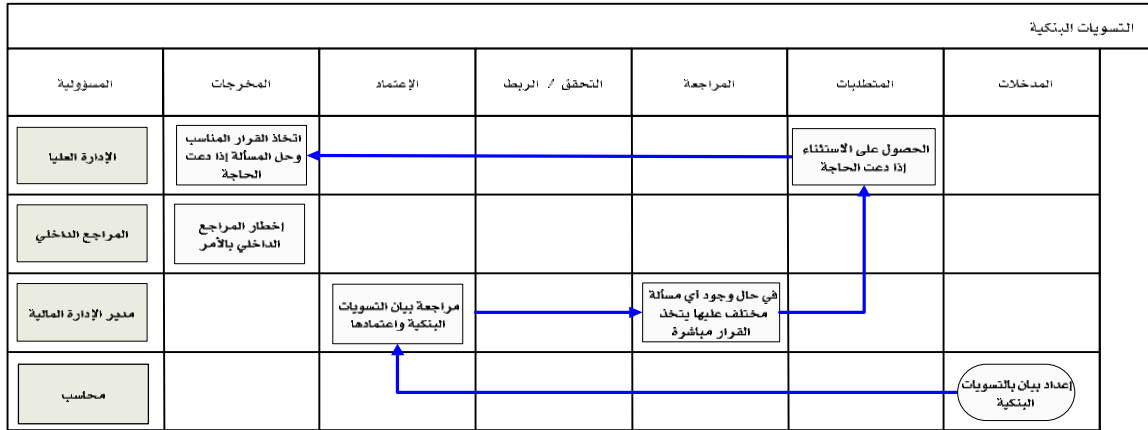 التسويات البنكية
المدخلات
المتطلبات
المراجعة
التحقق / الربط
الإعتماد
المخرجات
المسؤولية
الحصول على الاستثناء
إذا دعت الحاجة
اتخاذ القرار المناسب
وحل المسألة إذا دعت
الحاجة
الإدارة العليا
إخطار المراجع
الداخلي بالأمر
المراجع الداخلي
في حال وجود أي مسألة
مختلف عليها يتخذ
القرار مباشرة
مراجعة بيان التسويات
البنكية واعتمادها
مدير الإدارة المالية
إعداد بيان بالتسويات
البنكية
محاسب